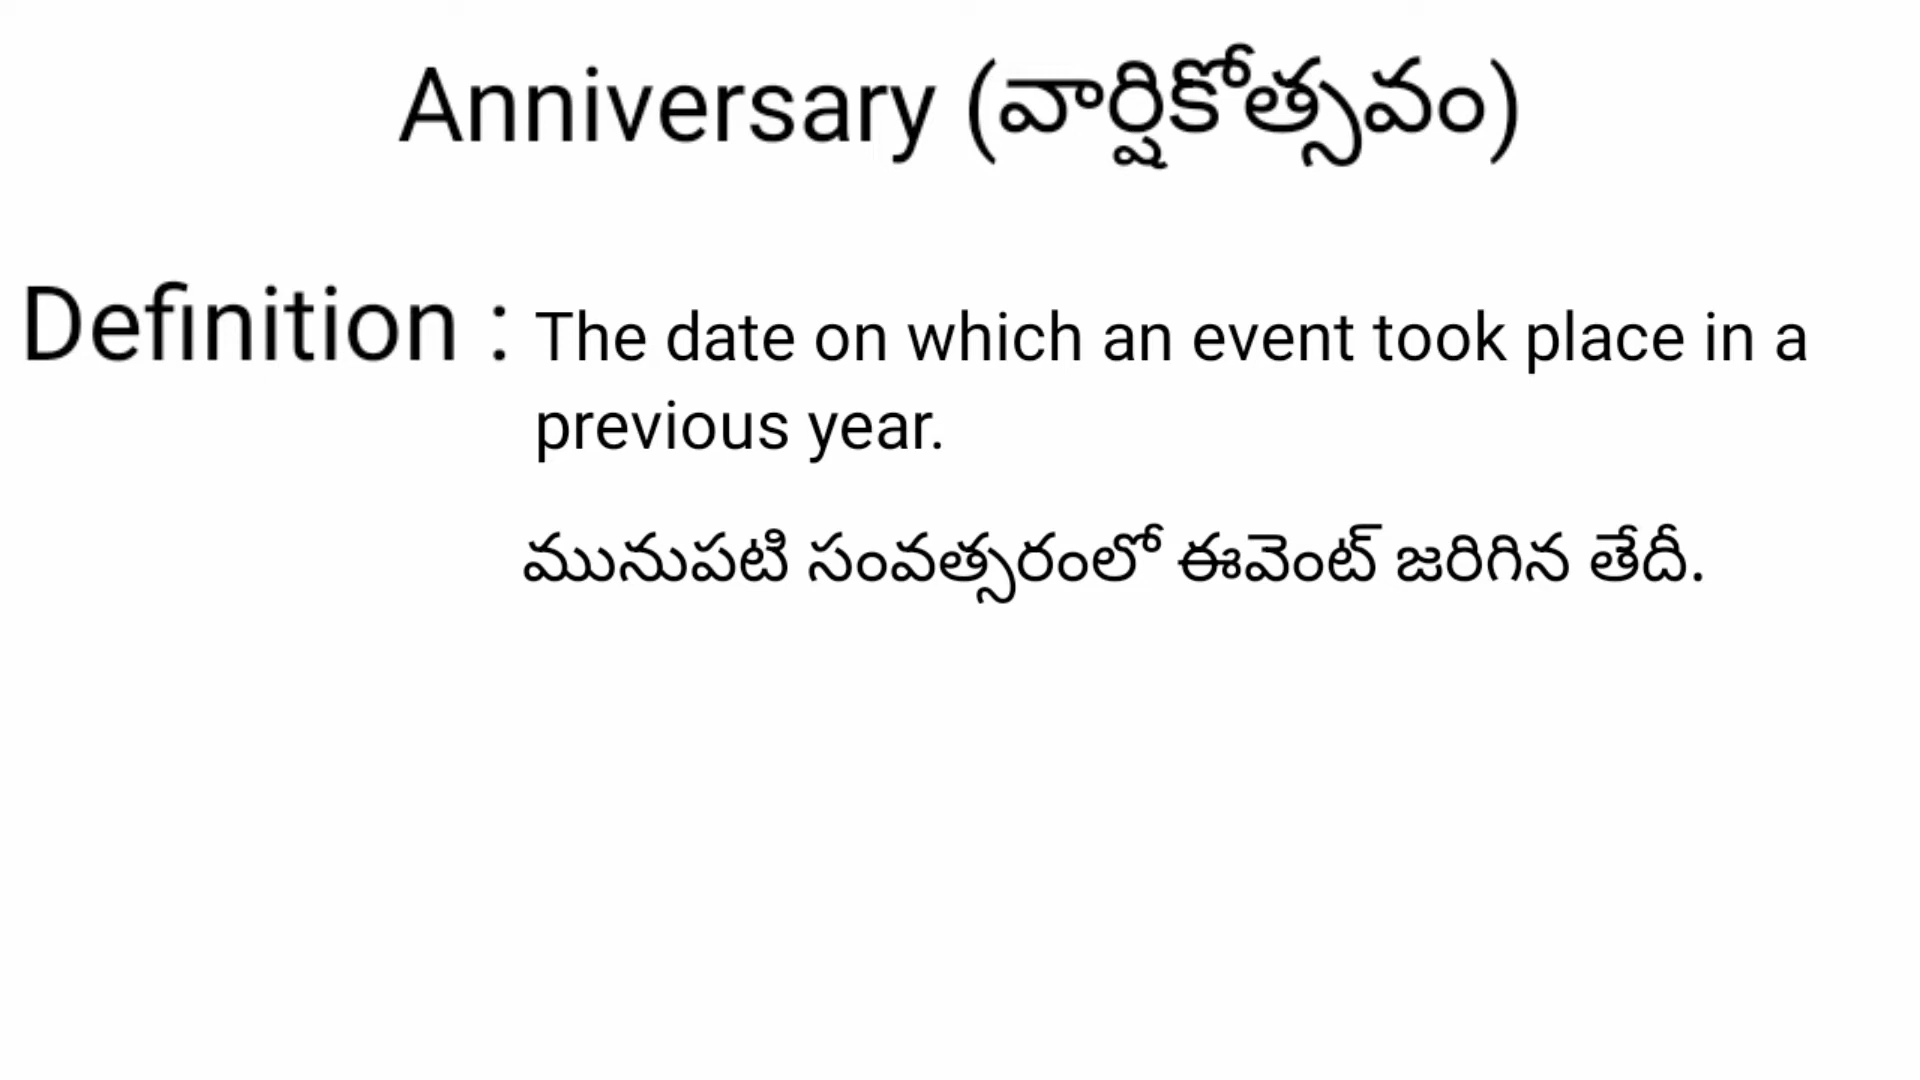 Anniversary (వార్షికోత్సవం)
Definition : The date on which an event took place in a
previous year.
మునుపటి సంవత్సరంలో ఈవెంట్ జరిగిన తేదీ.